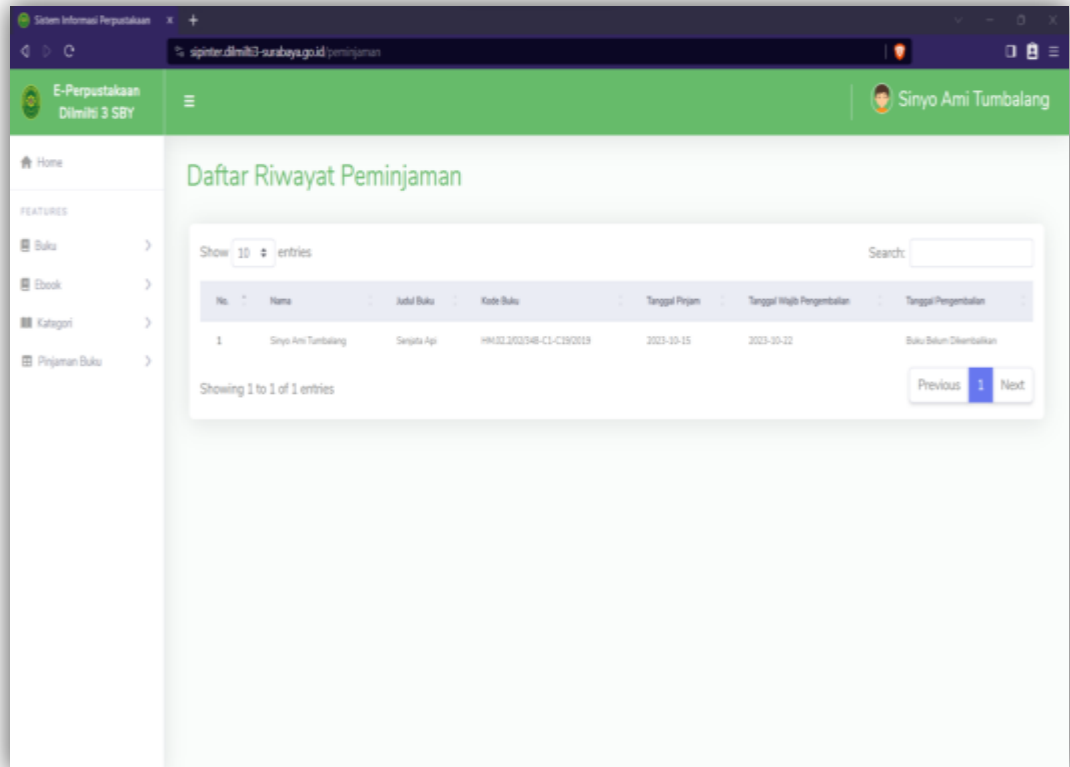 Sistem Informasi Perpustakaan
sipinter.dilmilti3-surabaya.go.id/peminjaman
E-Perpustakaan
Dilmilti 3 SBY
Sinyo Ami Tumbalang
Home
Daftar Riwayat Peminjaman
FEATURES
Buku
Ebook
Kategori
Pinjaman Buku
Show 10 entries
Search:
No. Nama Judul Buku Kode Buku Tanggal Pinjam Tanggal Wajib Pengembalian Tanggal Pengembalian
1 Sinyo Ami Tumbalang Senjata Api 2023-10-15 2023-10-22 Buku Belum Dikembalikan
Showing 1 to 1 of 1 entries
Previous 1 Next